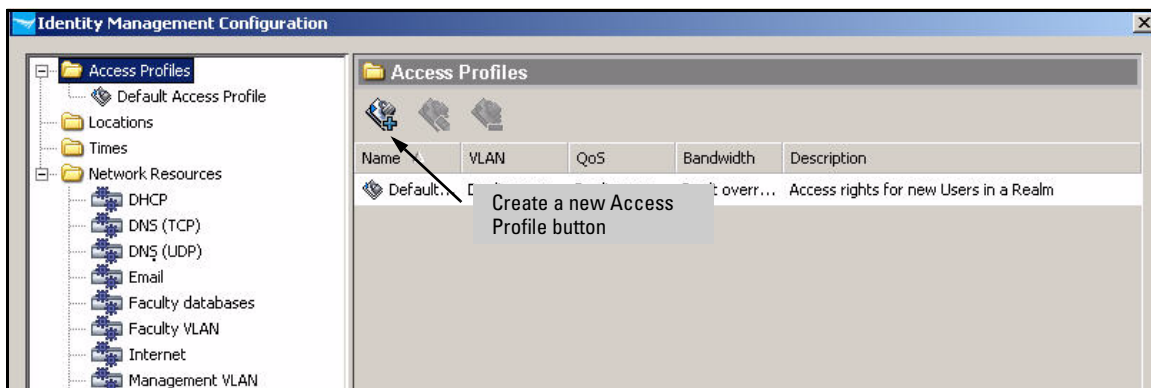 Identity Management Configuration
Access Profiles
Default Access Profile
Locations
Times
Network Resources
DHCP
DNS (TCP)
DNS (UDP)
Email
Faculty databases
Faculty VLAN
Internet
Management VLAN
Access Profiles
Name VLAN QoS Bandwidth Description
Default... overr... Access rights for new Users in a Realm
Create a new Access
Profile button